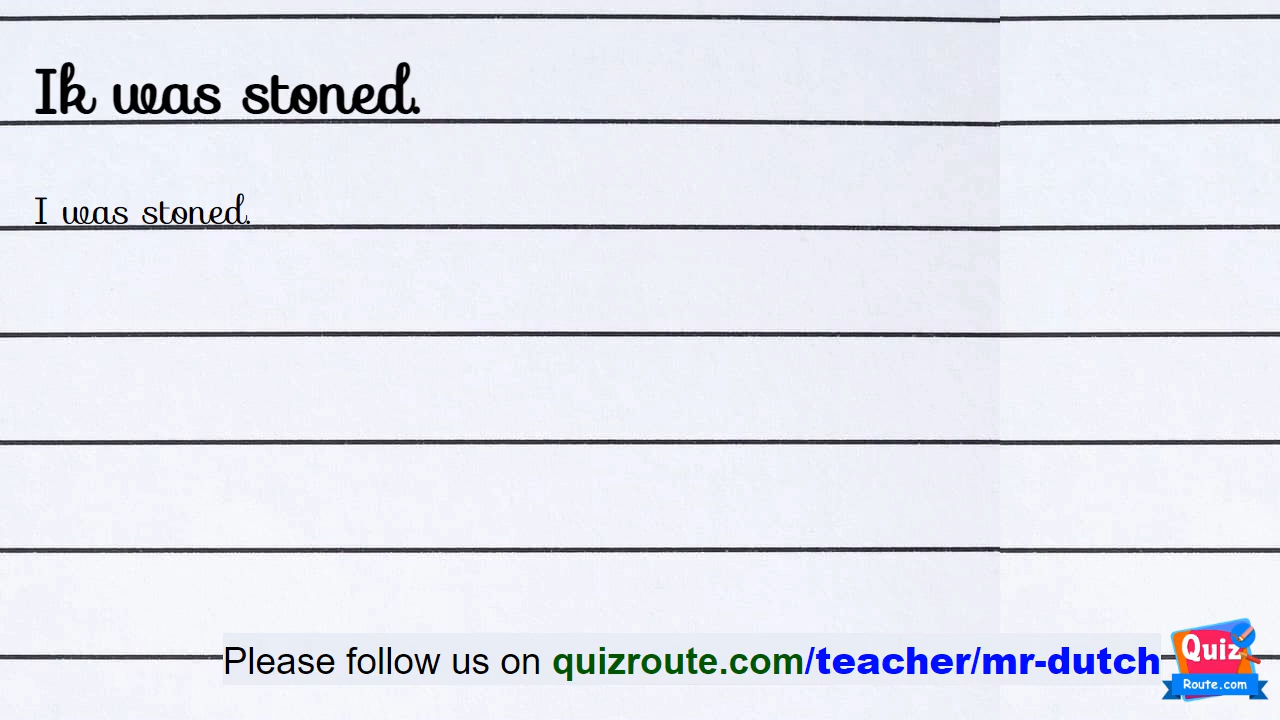 Ik was stoned.
I was stoned.
Please follow us on quizroute.com/teacher/mr-dutch
Quiz
Route.com